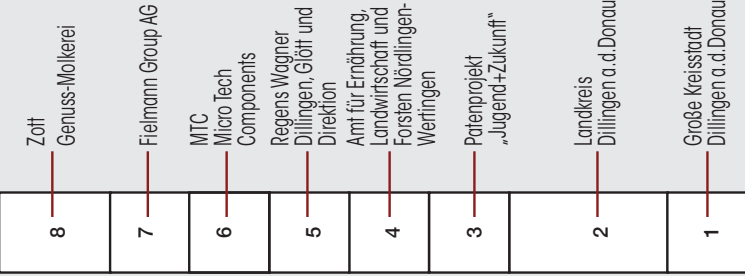 8
Zott
Genuss-Molkerei
7
Fielmann Group AG
6
MTC
Micro Tech
Components
5
Regens Wagner
Dillingen, Glött und
Direktion
4
Amt für Ernährung,
Landwirtschaft und
Forsten Nördlingen-
Wertingen
3
Patenprojekt
„Jugend+Zukunft“
2
Landkreis
Dillingen a.d.Donau
1
Große Kreisstadt
Dillingen a.d.Donau